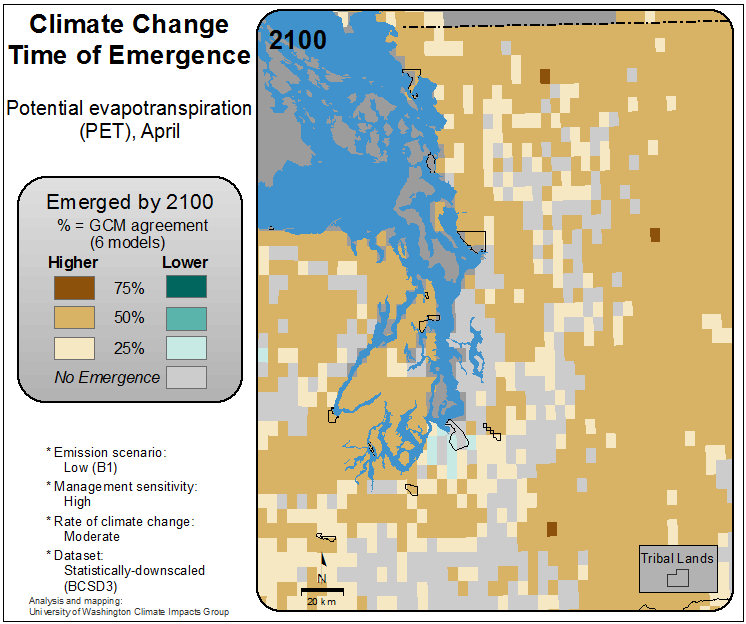 Climate Change
Time of Emergence
Potential evapotranspiration
(PET), April
Emerged by 2100
% = GCM agreement
(6 models)
Higher Lower
75%
50%
25%
No Emergence
* Emission scenario:
Low (B1)
* Management sensitivity:
High
* Rate of climate change:
Moderate
* Dataset:
Statistically-downscaled
(BCSD3)
Analysis and mapping:
University of Washington Climate Impacts Group
2100
N
20 km
Tribal Lands